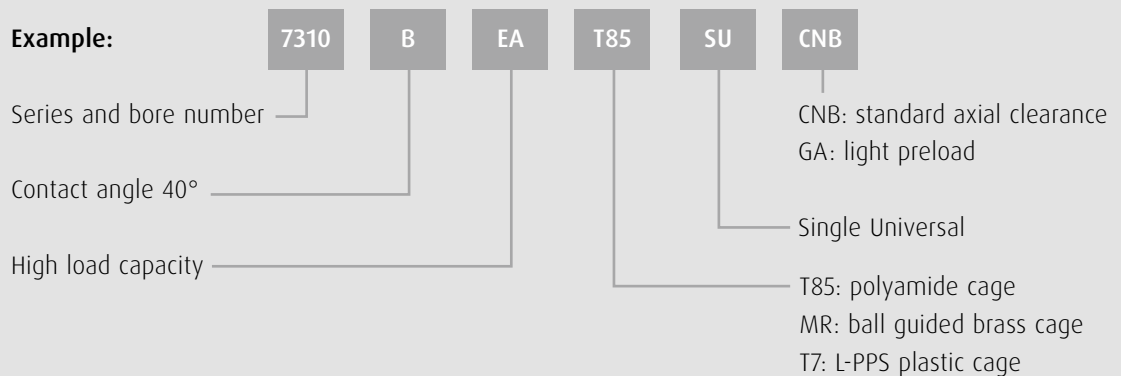 Example: 7310 B EA T85 SU CNB
Series and bore number
Contact angle 40°
High load capacity
CNB: standard axial clearance
GA: light preload
Single Universal
T85: polyamide cage
MR: ball guided brass cage
T7: L-PPS plastic cage